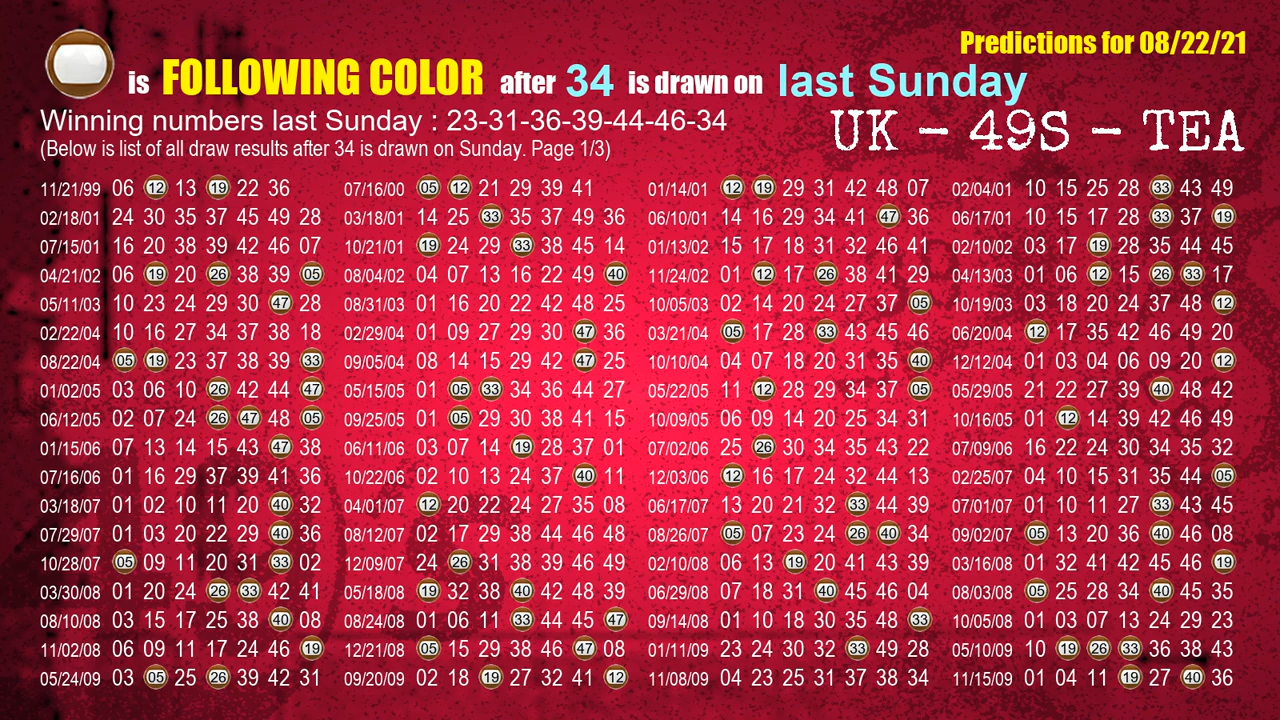 Predictions for 08/22/21
is FOLLOWING COLOR after 34 is drawn on last Sunday
Winning numbers last Sunday : 23-31-36-39-44-46-34
UK - 49S - TEA
(Below is list of all draw results after 34 is drawn on Sunday. Page 1/3)
11/21/99 06 12 13 19 22 36 07/16/00 05 12 21 29 39 41 01/14/01 12 19 29 31 42 48 07 02/04/01 10 15 25 28 33 43 49
02/18/01 24 30 35 37 45 49 28 03/18/01 14 25 33 35 37 49 36 06/10/01 14 16 29 34 41 47 36 06/17/01 10 15 17 28 33 37 19
07/15/01 16 20 38 39 42 46 07 10/21/01 19 24 29 33 38 45 14 01/13/02 15 17 18 31 32 46 41 02/10/02 03 17 19 28 35 44 45
04/21/02 06 19 20 26 38 39 05 08/04/02 04 07 13 16 22 49 40 11/24/02 01 12 17 26 38 41 29 04/13/03 01 06 12 15 26 33 17
05/11/03 10 23 24 29 30 47 28 08/31/03 01 16 20 22 42 48 25 10/05/03 02 14 20 24 27 37 05 10/19/03 03 18 20 24 37 48 12
02/22/04 10 16 27 34 37 38 18 02/29/04 01 09 27 29 30 47 36 03/21/04 05 17 28 33 43 45 46 06/20/04 12 17 35 42 46 49 20
08/22/04 05 19 23 37 38 39 33 09/05/04 08 14 15 29 42 47 25 10/10/04 04 07 18 20 31 35 40 12/12/04 01 03 04 06 09 20 12
01/02/05 03 06 10 26 42 44 47 05/15/05 01 05 33 34 36 44 27 05/22/05 11 12 28 29 34 37 05 05/29/05 21 22 27 39 40 48 42
06/12/05 02 07 24 26 47 48 05 09/25/05 01 05 29 30 38 41 15 10/09/05 06 09 14 20 25 34 31 10/16/05 01 12 14 39 42 46 49
01/15/06 07 13 14 15 43 47 38 06/11/06 03 07 14 19 28 37 01 07/02/06 25 26 30 34 35 43 22 07/09/06 16 22 24 30 34 35 32
07/16/06 01 16 29 37 39 41 36 10/22/06 02 10 13 24 37 40 11 12/03/06 12 16 17 24 32 44 13 02/25/07 04 10 15 31 35 44 05
03/18/07 01 02 10 11 20 40 32 04/01/07 12 20 22 24 27 35 08 06/17/07 13 20 21 32 33 44 39 07/01/07 01 10 11 27 33 43 45
07/29/07 01 03 20 22 29 40 36 08/12/07 02 17 29 38 44 46 48 08/26/07 05 07 23 24 26 40 34 09/02/07 05 13 20 36 40 46 08
10/28/07 05 09 11 20 31 33 02 12/09/07 24 26 31 38 39 46 49 02/10/08 06 13 19 20 41 43 39 03/16/08 01 32 41 42 45 46 19
03/30/08 01 20 24 26 33 42 41 05/18/08 19 32 38 40 42 48 39 06/29/08 07 18 31 40 45 46 04 08/03/08 05 25 28 34 40 45 35
08/10/08 03 15 17 25 38 40 08 08/24/08 01 06 11 33 44 45 47 09/14/08 01 10 18 30 35 48 33 10/05/08 01 03 07 13 24 29 23
11/02/08 06 09 11 17 24 46 19 12/21/08 05 15 29 38 46 47 08 01/11/09 23 24 30 32 33 49 28 05/10/09 10 19 26 33 36 38 43
05/24/09 03 05 25 26 39 42 31 09/20/09 02 18 19 27 32 41 12 11/08/09 04 23 25 31 37 38 34 11/15/09 01 04 11 19 27 40 36